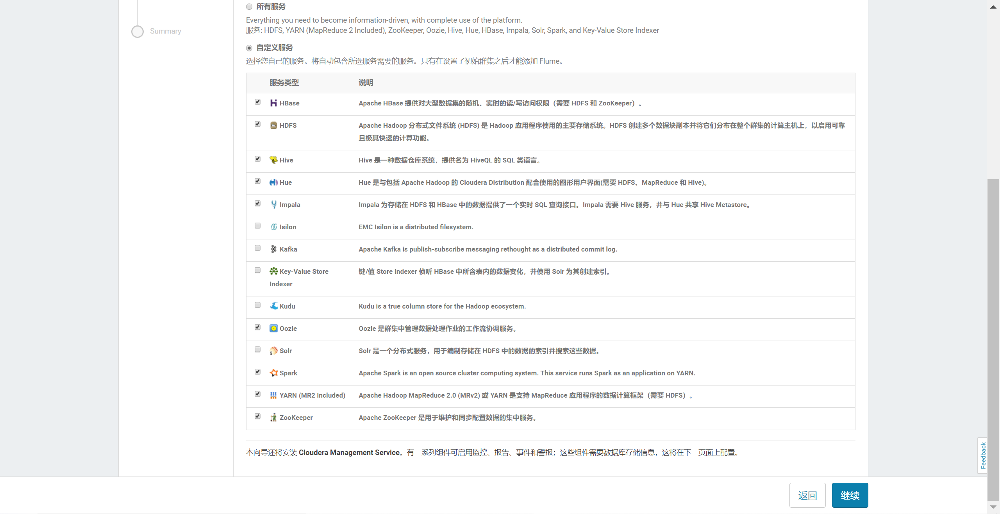 所有服务
Everything you need to become information-driven, with complete use of the platform.
服务: HDFS, YARN (MapReduce 2 Included), ZooKeeper, Oozie, Hive, Hue, HBase, Impala, Solr, Spark, and Key-Value Store Indexer
Summary
自定义服务
选择您自己的服务。将自动包含所选服务需要的服务。只有在设置了初始群集之后才能添加 Flume。
服务类型 说明
HBase Apache HBase 提供对大型数据集的随机、实时的读/写访问权限（需要 HDFS 和 ZooKeeper）。
HDFS Apache Hadoop 分布式文件系统 (HDFS) 是 Hadoop 应用程序使用的主要存储系统。HDFS 创建多个数据块副本并将它们分布在整个群集的计算主机上，以启用可靠
且极其快速的计算功能。
Hive Hive 是一种数据仓库系统，提供名为 HiveQL 的 SQL 类语言。
Hue Hue 是与包括 Apache Hadoop 的 Cloudera Distribution 配合使用的图形用户界面(需要 HDFS、MapReduce 和 Hive)。
Impala Impala 为存储在 HDFS 和 HBase 中的数据提供了一个实时 SQL 查询接口。Impala 需要 Hive 服务，并与 Hue 共享 Hive Metastore。
Isilon EMC Isilon is a distributed filesystem.
Kafka Apache Kafka is publish-subscribe messaging rethought as a distributed commit log.
Key-Value Store 键/值 Store Indexer 侦听 HBase 中所含表内的数据变化，并使用 Solr 为其创建索引。
Indexer
Kudu Kudu is a true column store for the Hadoop ecosystem.
Oozie Oozie 是群集中管理数据处理作业的工作流协调服务。
Solr Solr 是一个分布式服务，用于编制存储在 HDFS 中的数据的索引并搜索这些数据。
Spark Apache Spark is an open source cluster computing system. This service runs Spark as an application on YARN.
YARN (MR2 Included) Apache Hadoop MapReduce 2.0 (MRv2) 或 YARN 是支持 MapReduce 应用程序的数据计算框架（需要 HDFS）。
ZooKeeper Apache ZooKeeper 是用于维护和同步配置数据的集中服务。
本向导还将安装 Cloudera Management Service。有一系列组件可启用监控、报告、事件和警报；这些组件需要数据库存储信息，这将在下一页面上配置。
Feedback
返回 继续